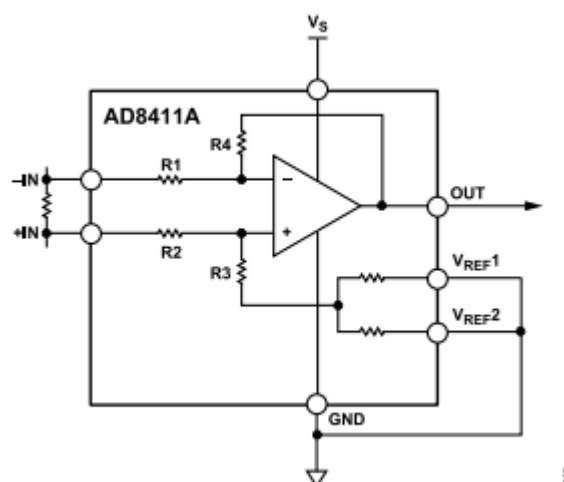 VS
AD8411A
R4
R1
–IN
OUT
+IN
R2
R3
VREF1
VREF2
GND